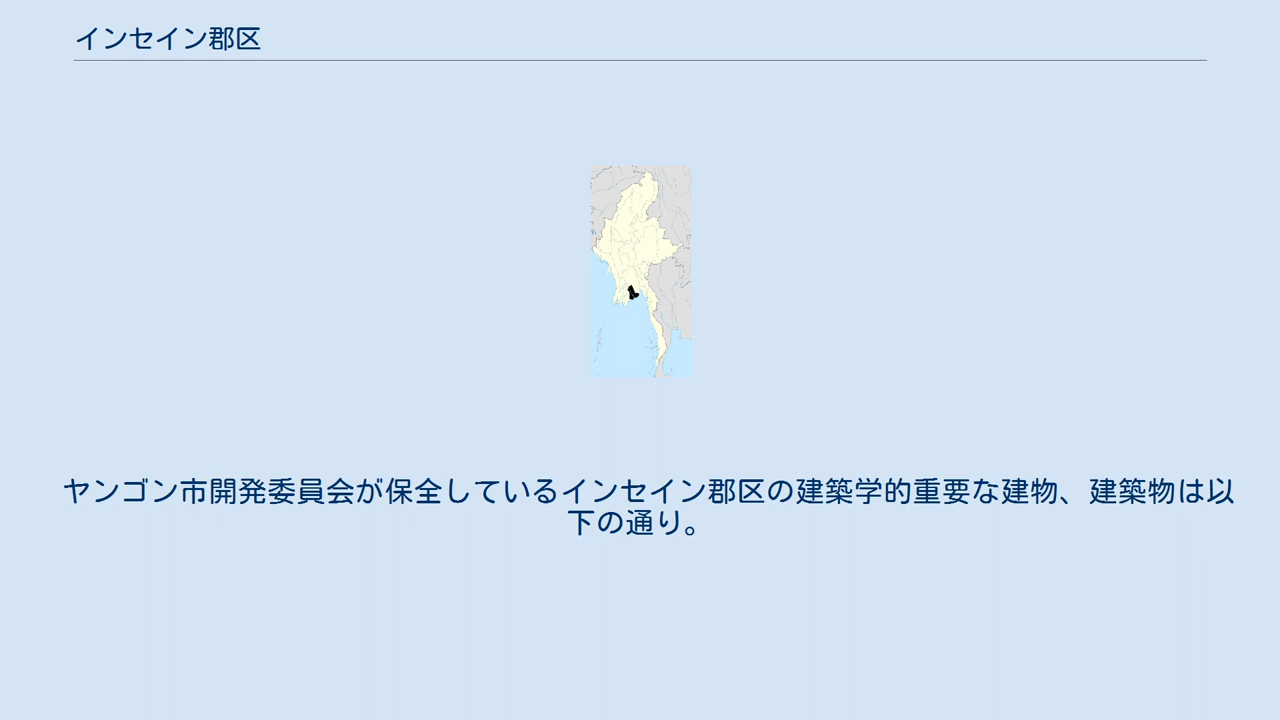 インセイン郡区
ヤンゴン市開発委員会が保全しているインセイン郡区の建築学的重要な建物、建築物は以
下の通り。